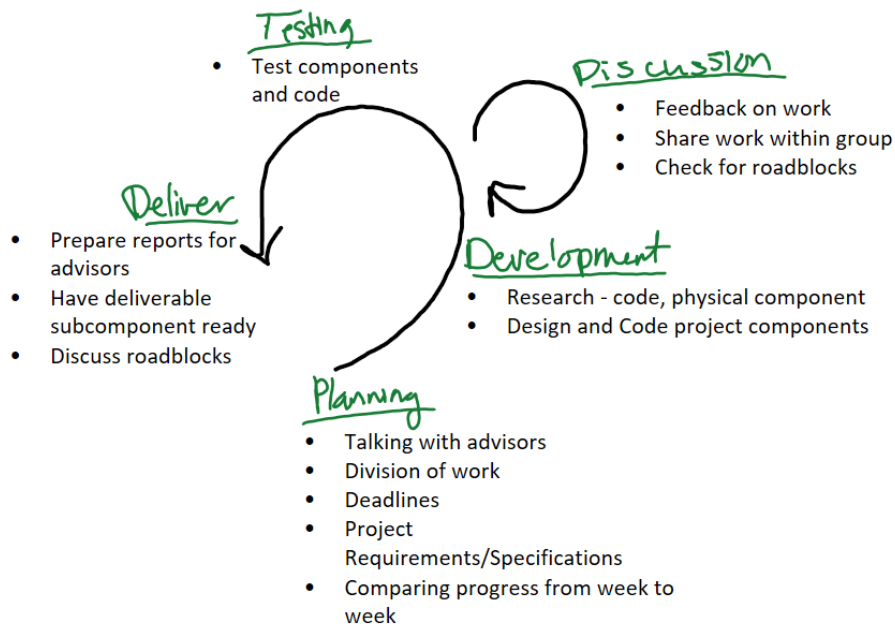 Testing
• Test components
and code
Discussion
• Feedback on work
• Share work within group
• Check for roadblocks
Deliver
• Prepare reports for
advisors
• Have deliverable
subcomponent ready
• Discuss roadblocks
Development
• Research - code, physical component
• Design and Code project components
Planning
• Talking with advisors
• Division of work
• Deadlines
• Project
Requirements/Specifications
• Comparing progress from week to
week